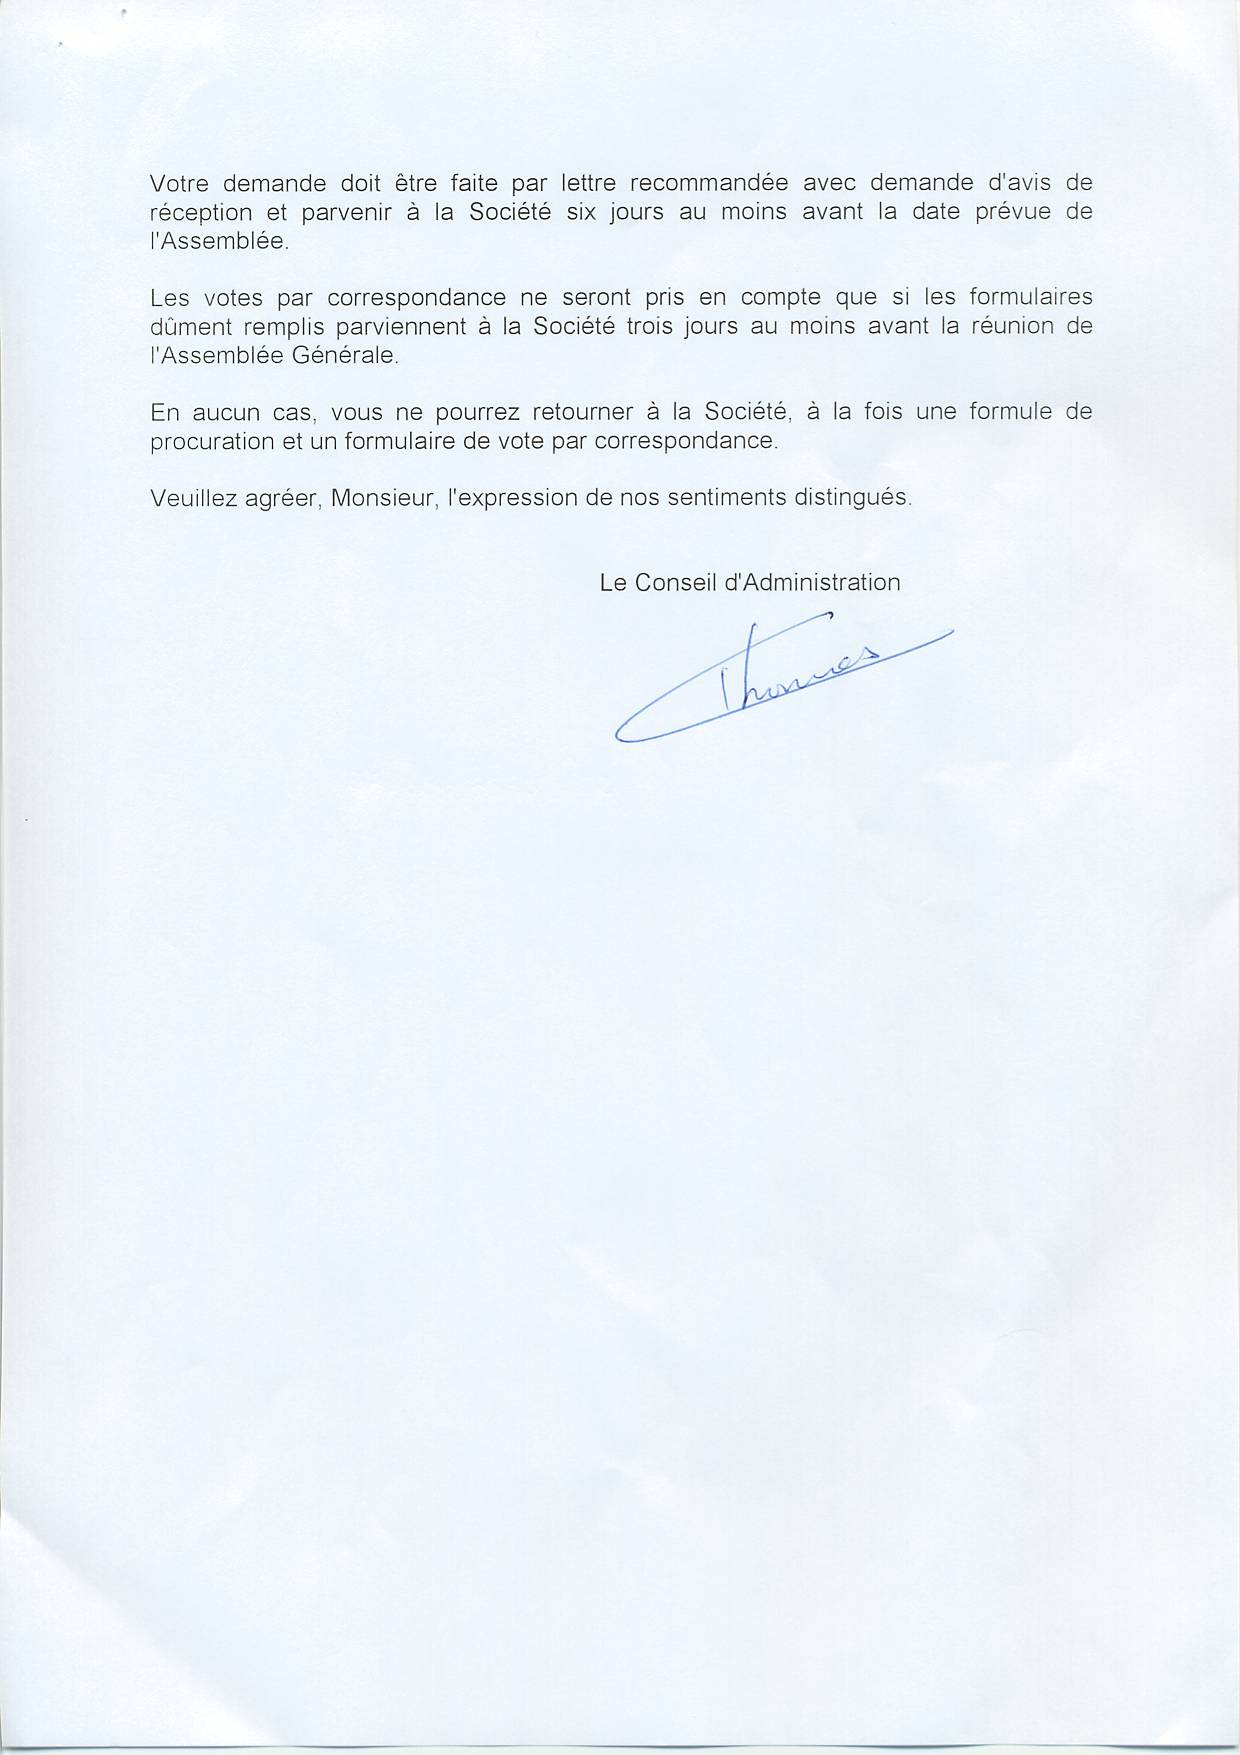 Votre demande doit être faite par lettre recommandée avec demande d'avis de
réception et parvenir à la Société six jours au moins avant la date prévue de
l'Assemblée.
Les votes par correspondance ne seront pris en compte que si les formulaires
dûment remplis parviennent à la Société trois jours au moins avant la réunion de
l'Assemblée Générale.
En aucun cas, vous ne pourrez retourner à la Société, à la fois une formule de
procuration et un formulaire de vote par correspondance.
Veuillez agréer, Monsieur, l'expression de nos sentiments distingués.
Le Conseil d'Administration
Thomas